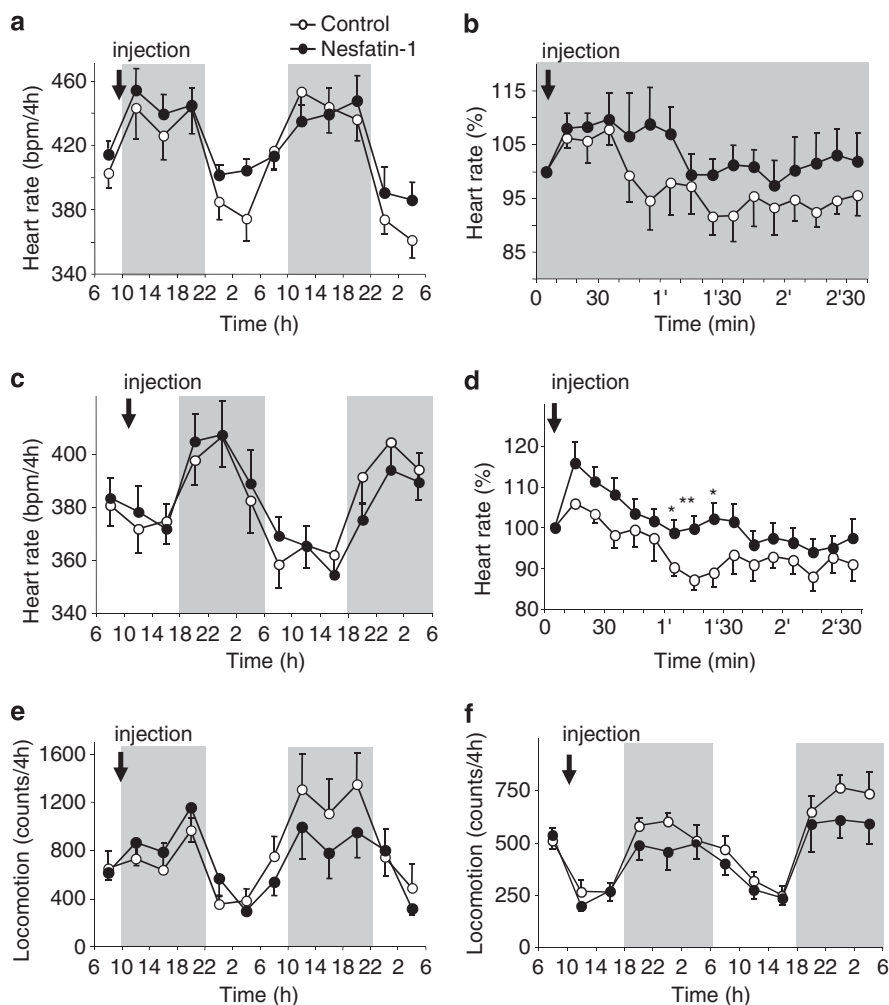 a
injection
Control
Nesfatin-1
460
420
380
340
Heart rate (bpm/4h)
6 10 14 18 22 2 6 10 14 18 22 2 6
Time (h)
b
injection
115
105
95
85
Heart rate (%)
0 30 1' 1'30 2' 2'30
Time (min)
c
injection
400
380
360
340
Heart rate (bpm/4h)
6 10 14 18 22 2 6 10 14 18 22 2 6
Time (h)
d
injection
120
110
100
90
80
* ** *
Heart rate (%)
0 30 1' 1'30 2' 2'30
Time (min)
e
injection
1600
1200
800
400
0
Locomotion (counts/4h)
6 10 14 18 22 2 6 10 14 18 22 2 6
Time (h)
f
injection
750
500
250
0
Locomotion (counts/4h)
6 10 14 18 22 2 6 10 14 18 22 2 6
Time (h)